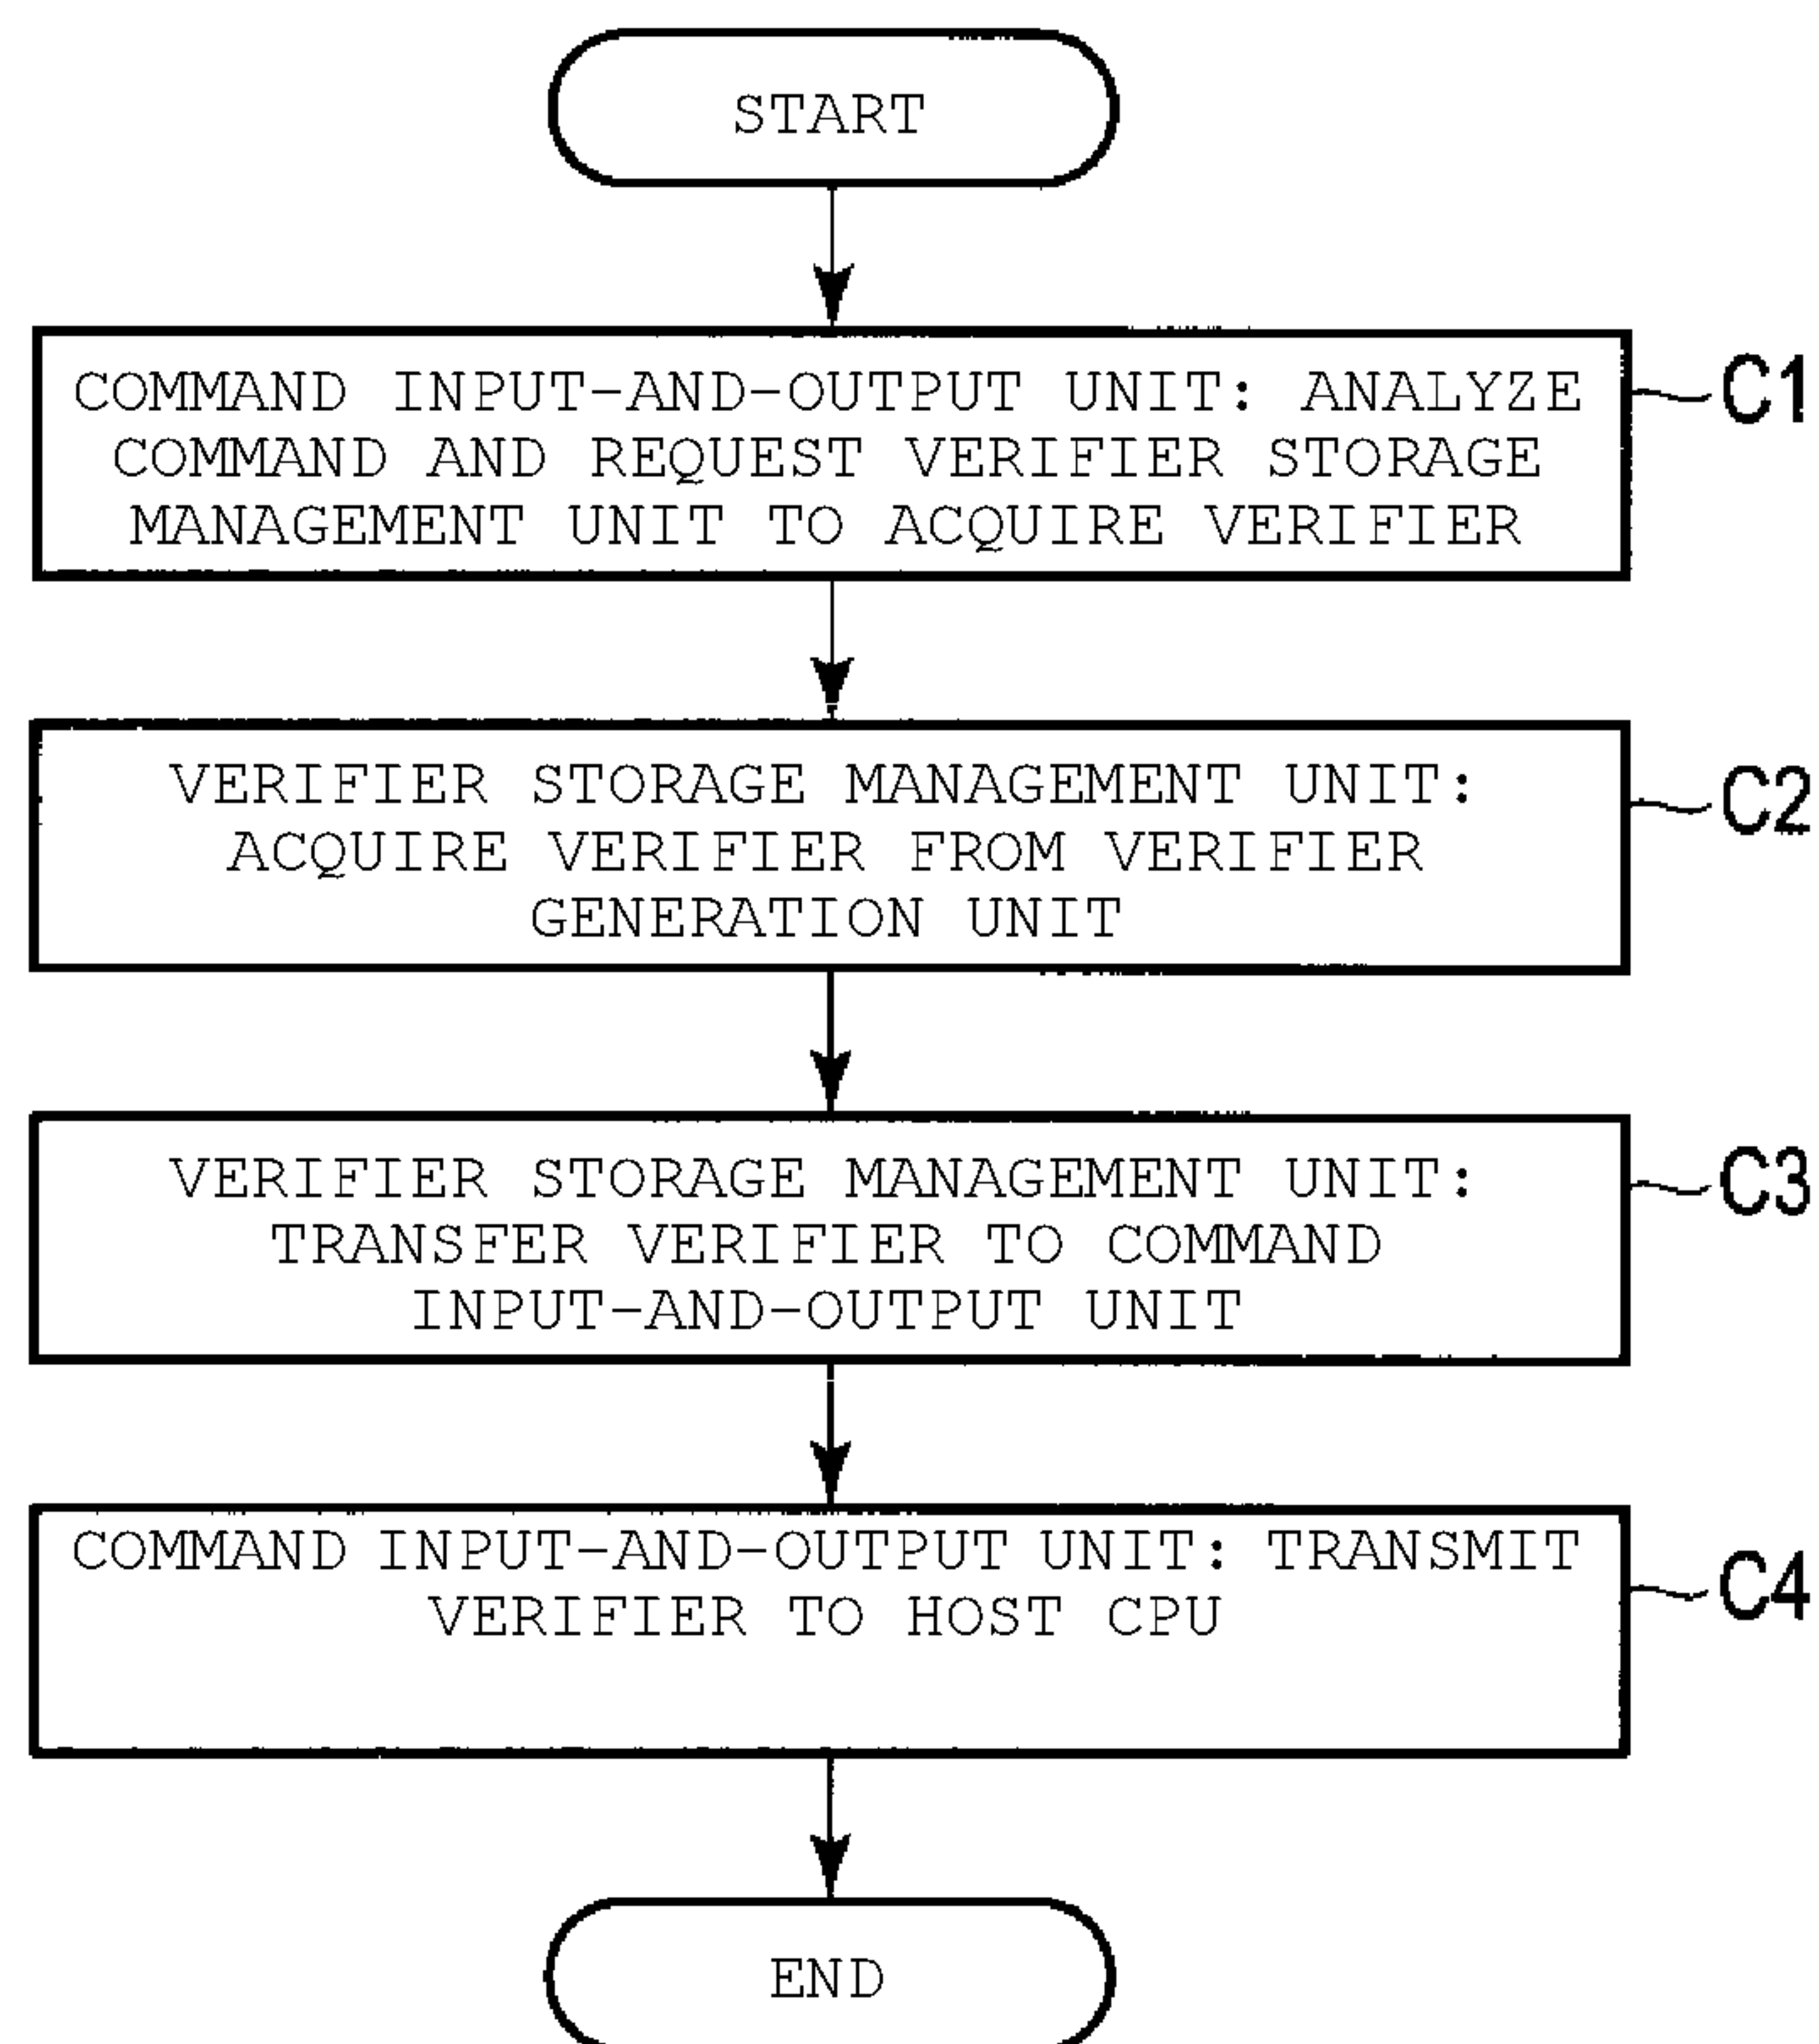 START
COMMAND INPUT-AND-OUTPUT UNIT: ANALYZE
COMMAND AND REQUEST VERIFIER STORAGE
MANAGEMENT UNIT TO ACQUIRE VERIFIER
C1
VERIFIER STORAGE MANAGEMENT UNIT:
ACQUIRE VERIFIER FROM VERIFIER
GENERATION UNIT
C2
VERIFIER STORAGE MANAGEMENT UNIT:
TRANSFER VERIFIER TO COMMAND
INPUT-AND-OUTPUT UNIT
C3
COMMAND INPUT-AND-OUTPUT UNIT: TRANSMIT
VERIFIER TO HOST CPU
C4
END